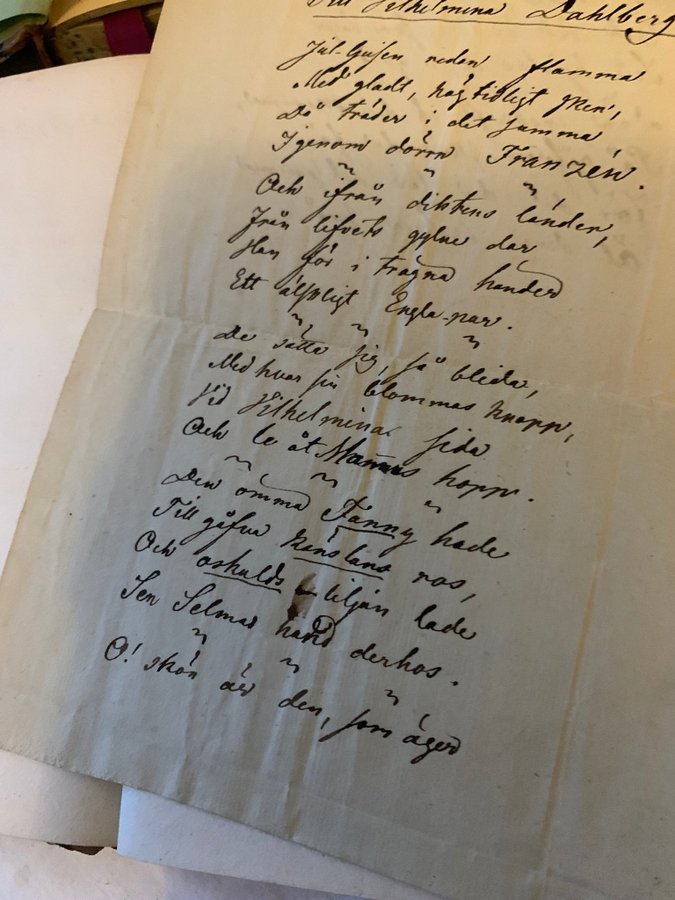 Till Wilhelmina Dahlberg
Jul-ljusen reden flamma
Med gladt, högtidligt sken,
Då träder i det samma,
Igenom dörrn Franzén.
Och ifrån diktens länder,
Från lifvets gylne dar
Han för i trägna händer
Ett älskligt Engla-par.
De sätta sig, så blida,
Med hvar sin blommas knopp,
Vid Wilhelminas sida
Och le åt Mammas hopp.
Den ömma Fanny hade
Till gåfva känslans ros,
Och oskulds-liljan lade
Sen Selmas hand derhos.
O! skön är den, som äger